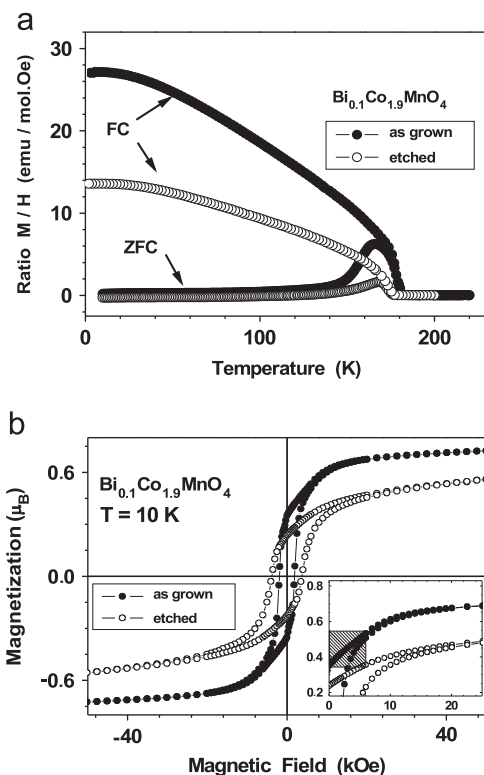 a
30
20
10
0
Ratio M / H (emu / mol.Oe)
Bi0.1Co1.9MnO4
as grown
etched
FC
ZFC
0 100 200
Temperature (K)
b
0.6
0.0
-0.6
Magnetization (μB)
Bi0.1Co1.9MnO4
T = 10 K
as grown
etched
0.6
0.4
0.2
0 10 20
-40 0 40
Magnetic Field (kOe)